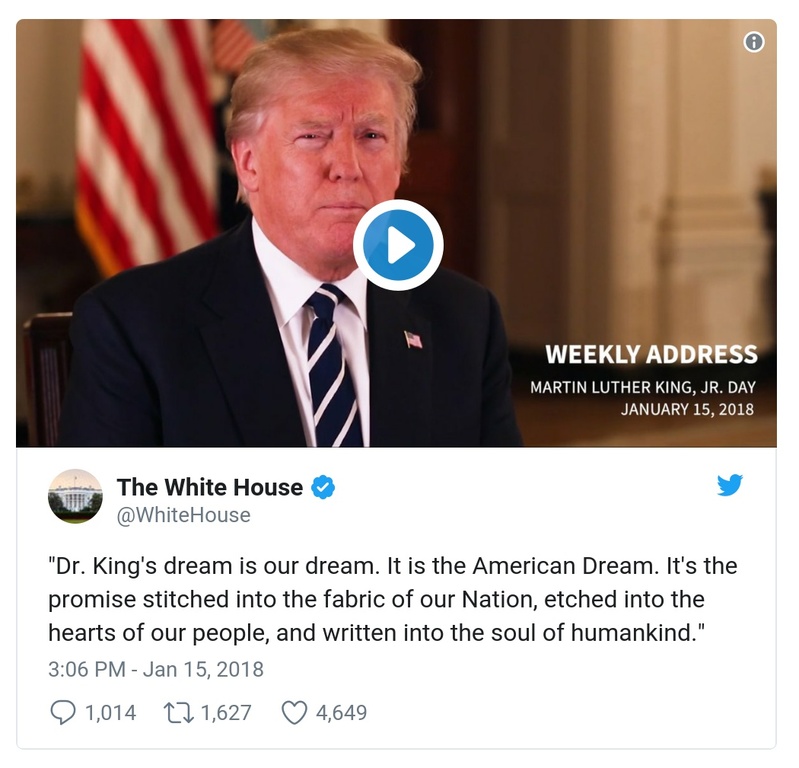 WEEKLY ADDRESS
MARTIN LUTHER KING, JR. DAY
JANUARY 15, 2018
The White House
@WhiteHouse
"Dr. King's dream is our dream. It is the American Dream. It's the
promise stitched into the fabric of our Nation, etched into the
hearts of our people, and written into the soul of humankind."
3:06 PM - Jan 15, 2018
1,014 1,627 4,649